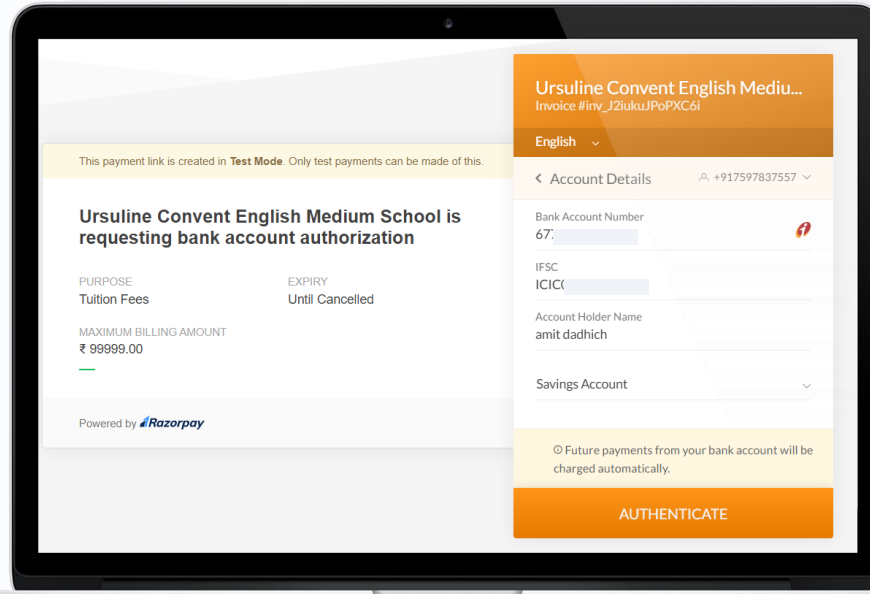 This payment link is created in Test Mode. Only test payments can be made of this.
Ursuline Convent English Medium School is
requesting bank account authorization
PURPOSE
Tuition Fees
EXPIRY
Until Cancelled
MAXIMUM BILLING AMOUNT
₹ 99999.00
Powered by Razorpay
Ursuline Convent English Mediu...
Invoice #inv_J2iukuJPoPXC6i
English
Account Details
+917597837557
Bank Account Number
67
IFSC
ICIC
Account Holder Name
amit dadhich
Savings Account
Future payments from your bank account will be
charged automatically.
AUTHENTICATE